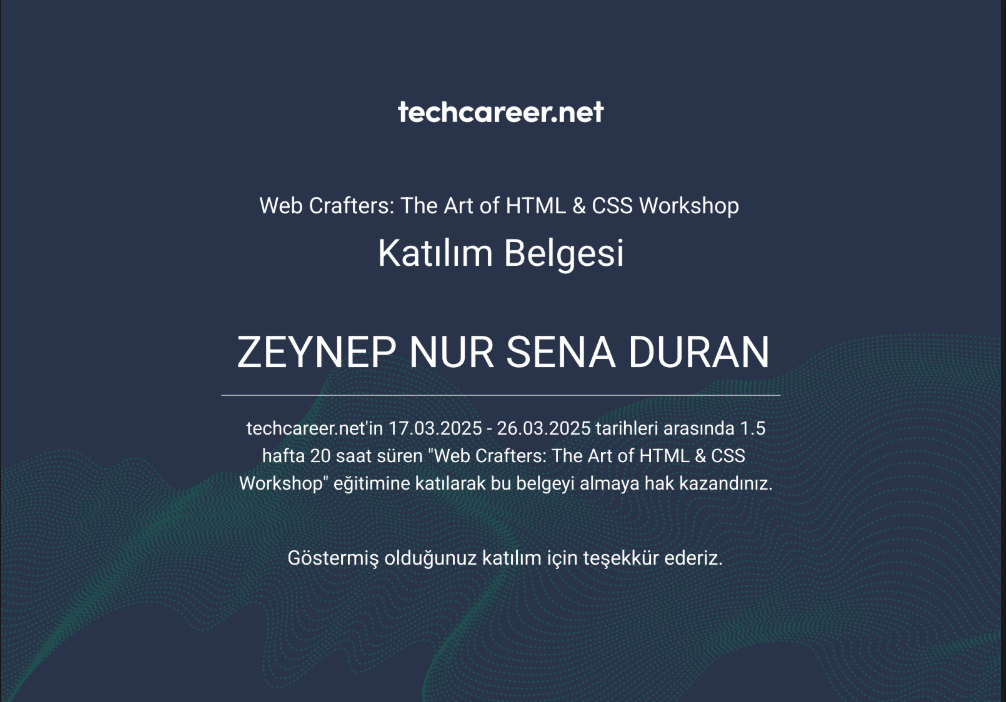 techcareer.net
Web Crafters: The Art of HTML & CSS Workshop
Katılım Belgesi
ZEYNEP NUR SENA DURAN
techcareer.net'in 17.03.2025 - 26.03.2025 tarihleri arasında 1.5
hafta 20 saat süren "Web Crafters: The Art of HTML & CSS
Workshop" eğitimine katılarak bu belgeyi almaya hak kazandınız.
Göstermiş olduğunuz katılım için teşekkür ederiz.